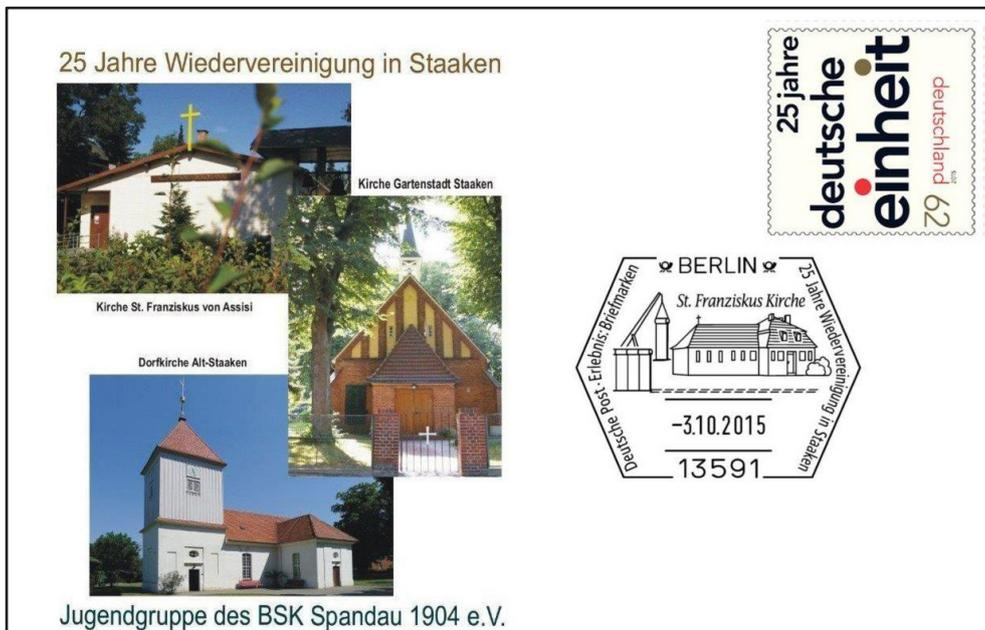 25 Jahre Wiedervereinigung in Staaken
Kirche Gartenstadt Staaken
Kirche St. Franziskus von Assisi
Dorfkirche Alt-Staaken
Jugendgruppe des BSK Spandau 1904 e.V.
25 jahre
deutsche
einheit
deutschland 62
2015
BERLIN
Deutsche Post · Erlebnis: Briefmarken
25 Jahre Wiedervereinigung in Staaken
St. Franziskus Kirche
-3.10.2015
13591